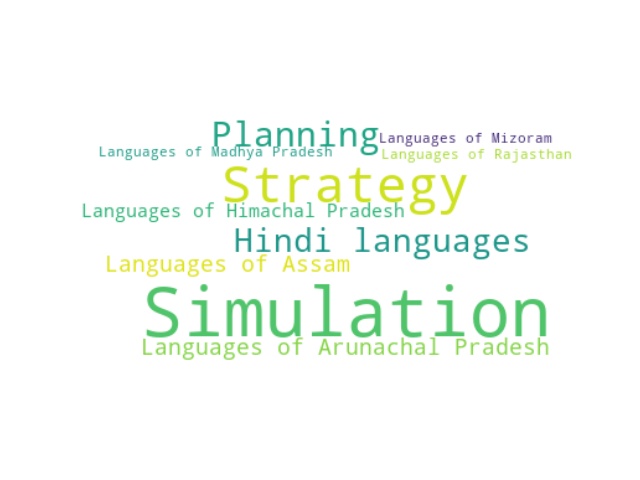 Planning
Languages of Mizoram
Languages of Madhya Pradesh
Languages of Rajasthan
Strategy
Languages of Himachal Pradesh
Hindi languages
Languages of Assam
Simulation
Languages of Arunachal Pradesh